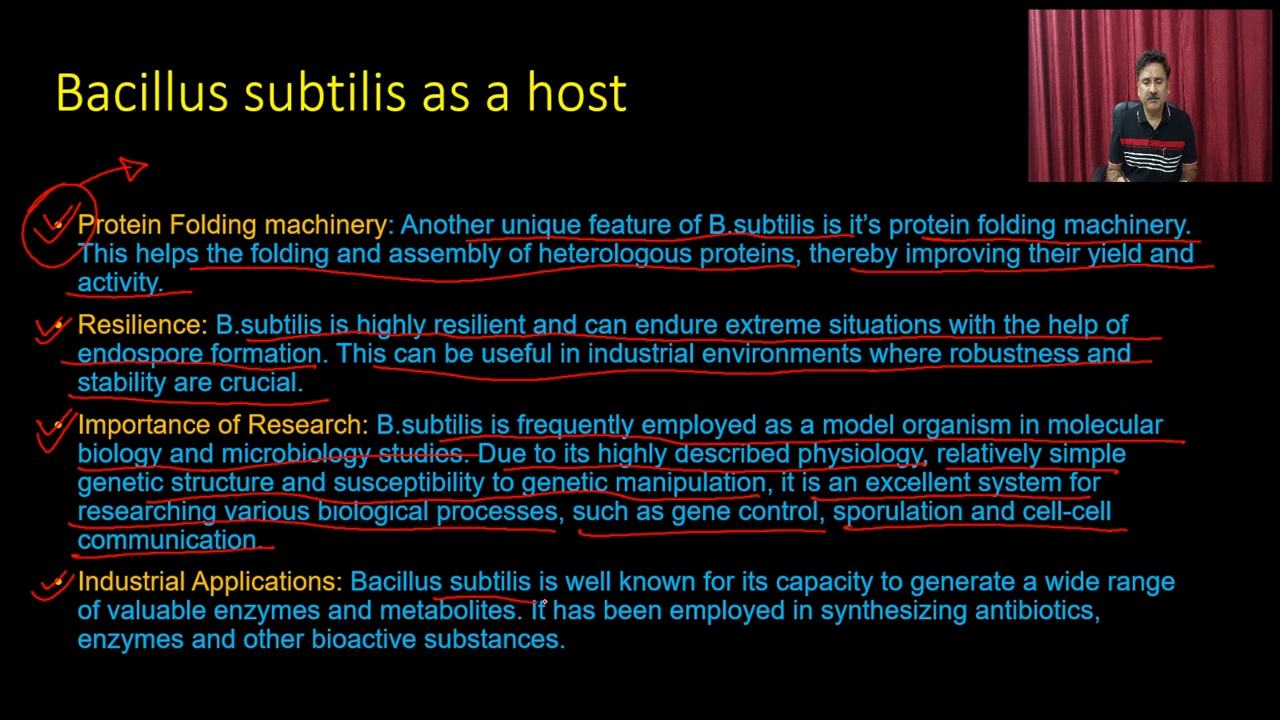 Bacillus subtilis as a host
• Protein Folding machinery: Another unique feature of B.subtilis is it's protein folding machinery.
This helps the folding and assembly of heterologous proteins, thereby improving their yield and
activity.
• Resilience: B.subtilis is highly resilient and can endure extreme situations with the help of
endospore formation. This can be useful in industrial environments where robustness and
stability are crucial.
• Importance of Research: B.subtilis is frequently employed as a model organism in molecular
biology and microbiology studies. Due to its highly described physiology, relatively simple
genetic structure and susceptibility to genetic manipulation, it is an excellent system for
researching various biological processes, such as gene control, sporulation and cell-cell
communication.
• Industrial Applications: Bacillus subtilis is well known for its capacity to generate a wide range
of valuable enzymes and metabolites. It has been employed in synthesizing antibiotics,
enzymes and other bioactive substances.